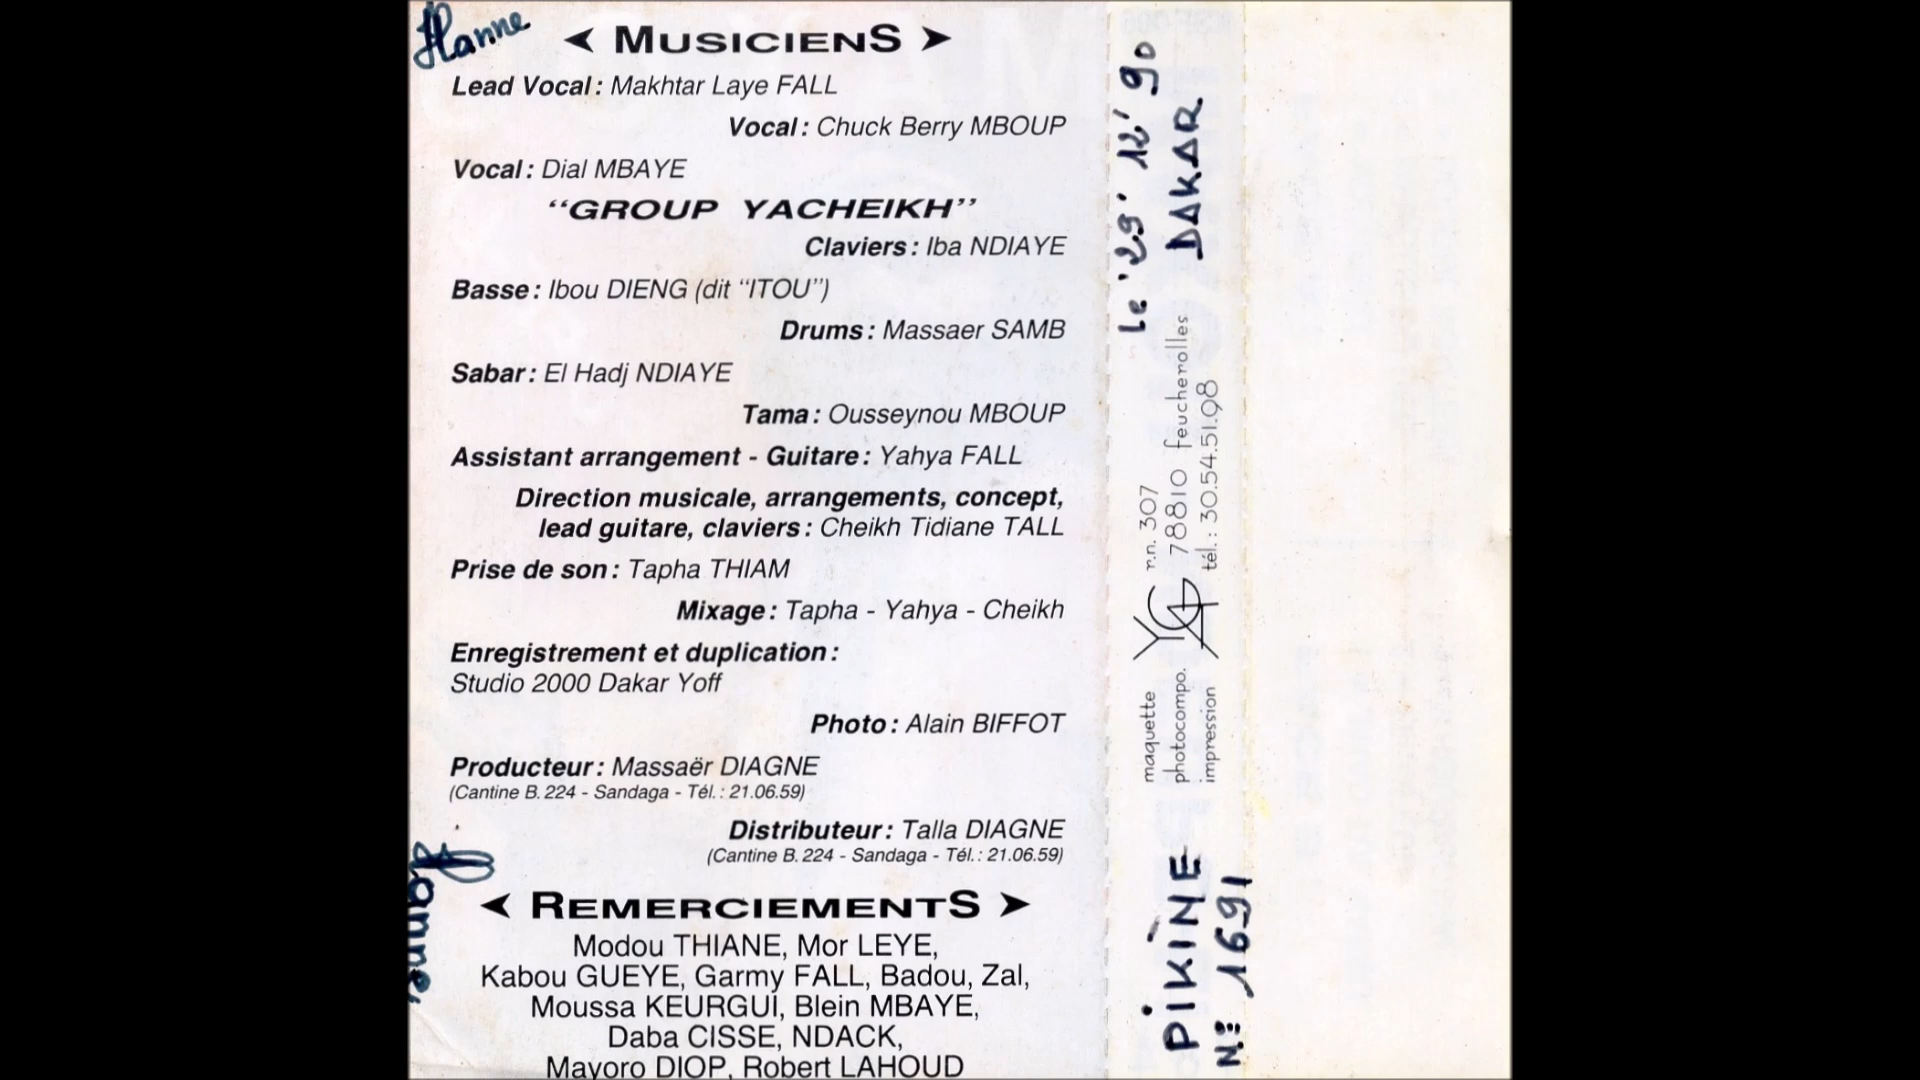 Hanne
MUSICIENS
Lead Vocal : Makhtar Laye FALL
Vocal : Chuck Berry MBOUP
Vocal : Dial MBAYE
“GROUP YACHEIKH”
Claviers : Iba NDIAYE
Basse : Ibou DIENG (dit “ITOU”)
Drums : Massaer SAMB
Sabar : El Hadj NDIAYE
Tama : Ousseynou MBOUP
Assistant arrangement - Guitare : Yahya FALL
Direction musicale, arrangements, concept,
lead guitare, claviers : Cheikh Tidiane TALL
Prise de son : Tapha THIAM
Mixage : Tapha - Yahya - Cheikh
Enregistrement et duplication :
Studio 2000 Dakar Yoff
Photo : Alain BIFFOT
Producteur : Massaër DIAGNE
(Cantine B. 224 - Sandaga - Tél. : 21.06.59)
Distributeur : Talla DIAGNE
(Cantine B. 224 - Sandaga - Tél. : 21.06.59)
REMERCIEMENTS
Modou THIANE, Mor LEYE,
Kabou GUEYE, Garmy FALL, Badou, Zal,
Moussa KEURGUI, Blein MBAYE,
Daba CISSE, NDACK,
Mayoro DIOP, Robert LAHOUD
le 29 12 90
DAKAR
maquette r.n. 307
photocompo. 78810 feucherolles
impression tél. : 30.54.51.98
PIKINE
N° 1691